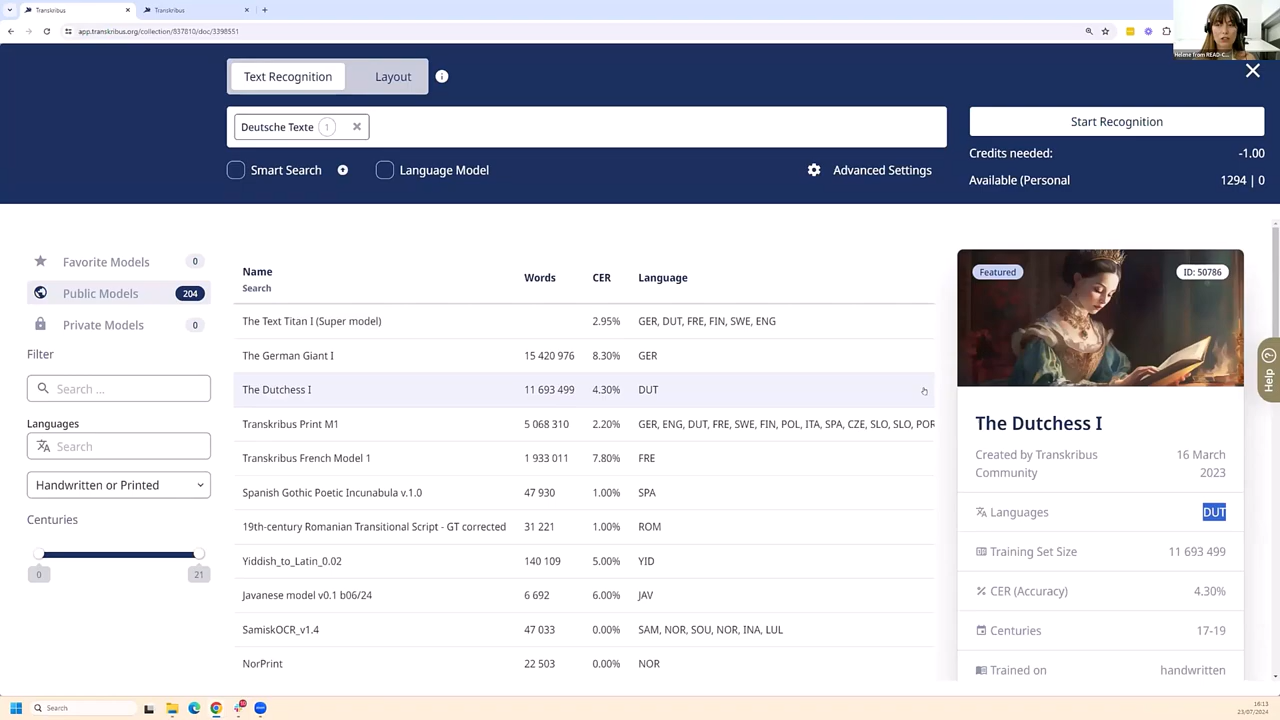 Transkribus
Transkribus
app.transkribus.org/collection/837810/doc/3398551
Helene from READ-C...
Text Recognition
Layout
Deutsche Texte 1
Start Recognition
Smart Search
Language Model
Advanced Settings
Credits needed: -1.00
Available (Personal 1294 | 0
Favorite Models 0
Public Models 204
Private Models 0
Filter
Search ...
Languages
Search
Handwritten or Printed
Centuries
0 21
Name Words CER Language
Search
The Text Titan I (Super model) 2.95% GER, DUT, FRE, FIN, SWE, ENG
The German Giant I 15 420 976 8.30% GER
The Dutchess I 11 693 499 4.30% DUT
Transkribus Print M1 5 068 310 2.20% GER, ENG, DUT, FRE, SWE, FIN, POL, ITA, SPA, CZE, SLO, SLO, POR
Transkribus French Model 1 1 933 011 7.80% FRE
Spanish Gothic Poetic Incunabula v.1.0 47 930 1.00% SPA
19th-century Romanian Transitional Script - GT corrected 31 221 1.00% ROM
Yiddish_to_Latin_0.02 140 109 5.00% YID
Javanese model v0.1 b06/24 6 692 6.00% JAV
SamiskOCR_v1.4 47 033 0.00% SAM, NOR, SOU, NOR, INA, LUL
NorPrint 22 503 0.00% NOR
Featured
ID: 50786
The Dutchess I
Created by Transkribus 16 March
Community 2023
Languages DUT
Training Set Size 11 693 499
CER (Accuracy) 4.30%
Centuries 17-19
Trained on handwritten
Help
Search
16:13
23/07/2024